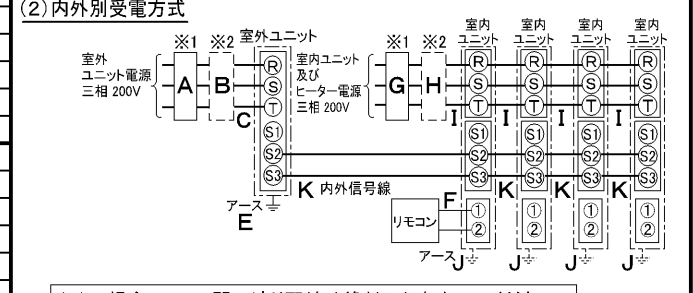 (2)内外別受電方式
※1 ※2 室外ユニット ※1 ※2 室内ユニット 室内ユニット 室内ユニット 室内ユニット
室外
ユニット電源
三相 200V
A B C
R
S
T
S1
S2
S3
室内ユニット
及び
ヒーター電源
三相 200V
G H
R R R R
S S S S
T T T T
I I I I
S1 S1 S1 S1
S2 S2 S2 S2
S3 S3 S3 S3
K 内外信号線 K K K
アース
E
リモコン
F
① ① ① ①
② ② ② ②
アース J J J J